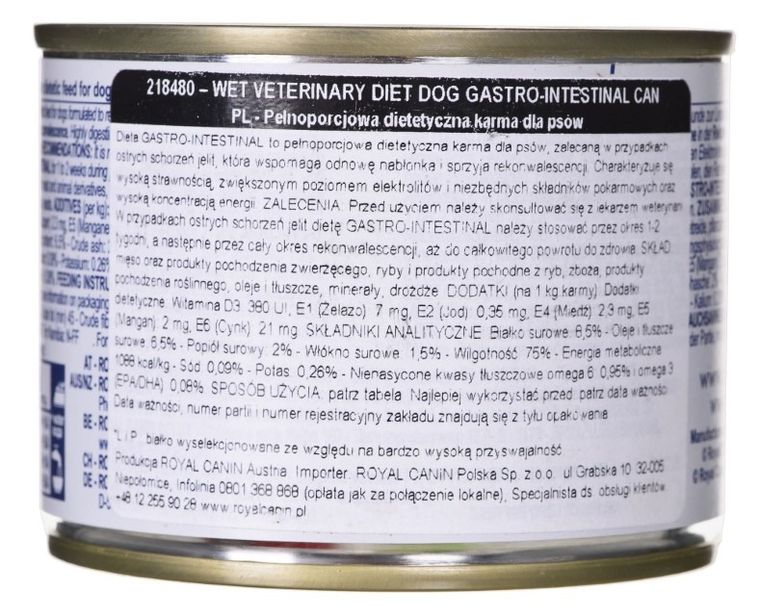 218480 – WET VETERINARY DIET DOG GASTRO-INTESTINAL CAN
PL - Pełnoporcjowa dietetyczna karma dla psów
Dieta GASTRO-INTESTINAL to pełnoporcjowa dietetyczna karma dla psów, zalecaną w przypadkach
ostrych schorzeń jelit, która wspomaga odnowę nabłonka i sprzyja rekonwalescencji. Charakteryzuje się
wysoką strawnością, zwiększonym poziomem elektrolitów i niezbędnych składników pokarmowych oraz
wysoką koncentracją energii. ZALECENIA: Przed użyciem należy skonsultować się z lekarzem weterynarii
W przypadkach ostrych schorzeń jelit dietę GASTRO-INTESTINAL należy stosować przez okres 1-2
tygodni, a następnie przez cały okres rekonwalescencji, aż do całkowitego powrotu do zdrowia. SKŁAD:
mięso oraz produkty pochodzenia zwierzęcego, ryby i produkty pochodne z ryb, zboża, produkty
pochodzenia roślinnego, oleje i tłuszcze, minerały, drożdże. DODATKI (na 1 kg karmy): Dodatki
dietetyczne: Witamina D3: 380 UI, E1 (Żelazo): 7 mg, E2 (Jod): 0,35 mg, E4 (Miedź): 2,3 mg, E5
(Mangan): 2 mg, E6 (Cynk): 21 mg. SKŁADNIKI ANALITYCZNE: Białko surowe: 8,5% - Oleje i tłuszcze
surowe: 6,5% - Popiół surowy: 2% - Włókno surowe: 1,5% - Wilgotność: 75% - Energia metaboliczna:
1088 kcal/kg - Sód: 0,09% - Potas: 0,26% - Nienasycone kwasy tłuszczowe omega 6: 0,95% i omega 3
(EPA/DHA): 0,08%. SPOSÓB UŻYCIA: patrz tabela. Najlepiej wykorzystać przed: patrz data ważności.
Data ważności, numer partii i numer rejestracyjny zakładu znajdują się z tyłu opakowania.
*L.I.P.: białko wyselekcjonowane ze względu na bardzo wysoką przyswajalność
Produkcja ROYAL CANIN Austria. Importer: ROYAL CANIN Polska Sp. z o.o. ul Grabska 10 32-005
Niepołomice, Infolinia 0801 368 868 (opłata jak za połączenie lokalne), Specjalista ds. obsługi klientów:
+48 12 255 90 28 www.royalcanin.pl